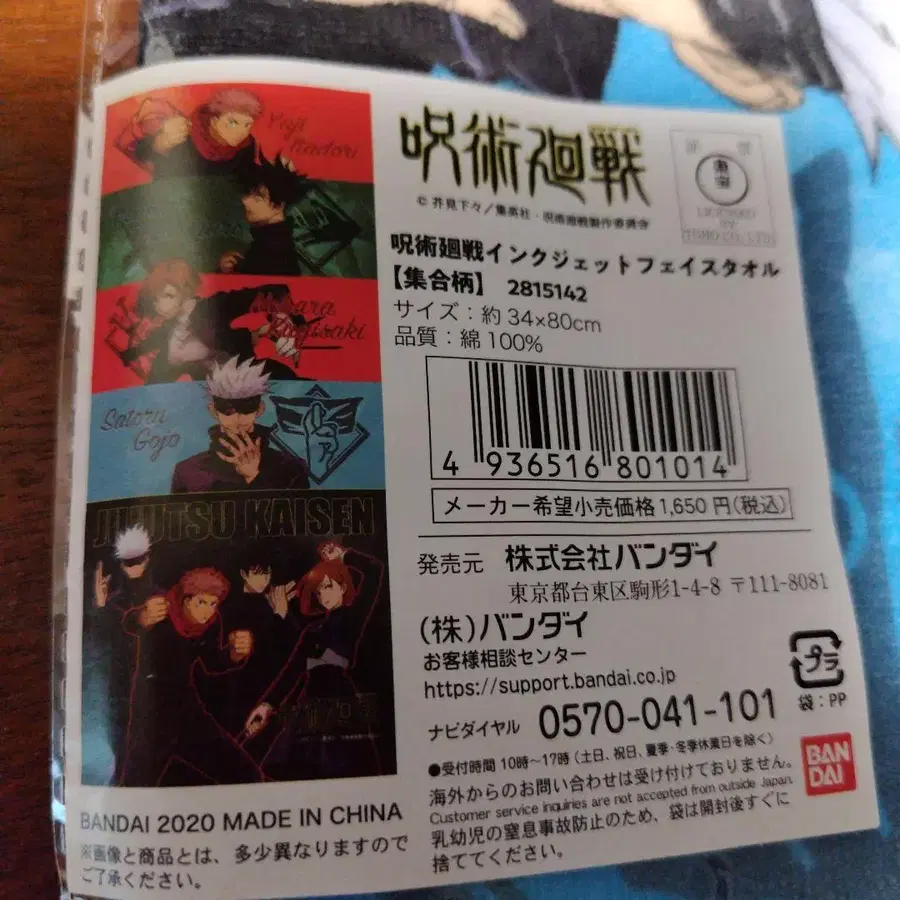 Yuji
Itadori
Nobara
Kugisaki
Satoru
Gojo
JUJUTSU KAISEN
BANDAI 2020 MADE IN CHINA
※画像と商品とは、多少異なりますので
ご了承ください。
呪術廻戦
© 芥見下々／集英社・呪術廻戦製作委員会
証票
LICENSED
BY
TOHO CO., LTD.
呪術廻戦インクジェットフェイスタオル
【集合柄】 2815142
サイズ：約 34×80cm
品質：綿 100%
4 936516 801014
メーカー希望小売価格 1,650 円(税込)
発売元 株式会社バンダイ
東京都台東区駒形1-4-8 〒111-8081
(株)バンダイ
お客様相談センター
https://support.bandai.co.jp
ナビダイヤル 0570-041-101
プラ
袋：PP
●受付時間 10時～17時 (土、日、祝日、夏季・冬季休業日を除く)
海外からのお問い合わせは受け付けておりません。
Customer service inquiries are not accepted from outside Japan.
乳幼児の窒息事故防止のため、袋は開封後すぐに
捨ててください。
BAN
DAI